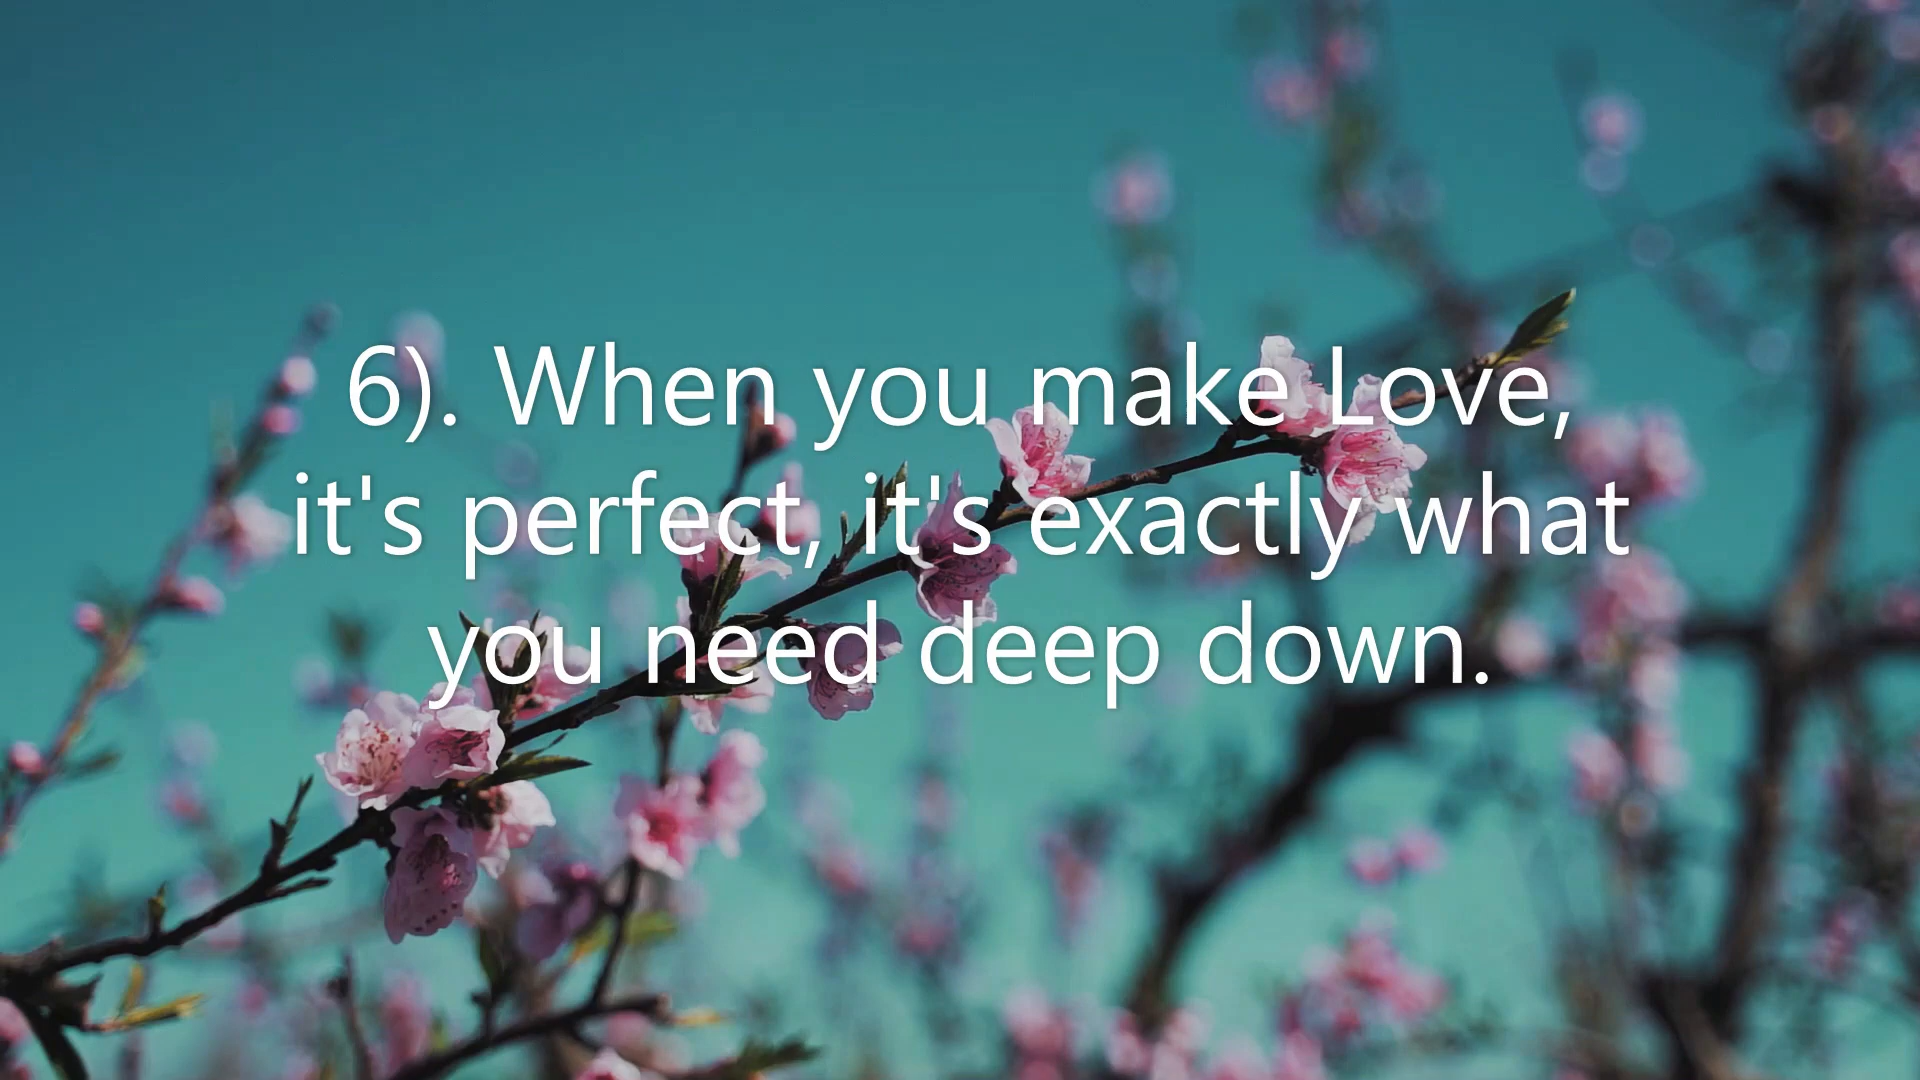 6). When you make Love,
it's perfect, it's exactly what
you need deep down.